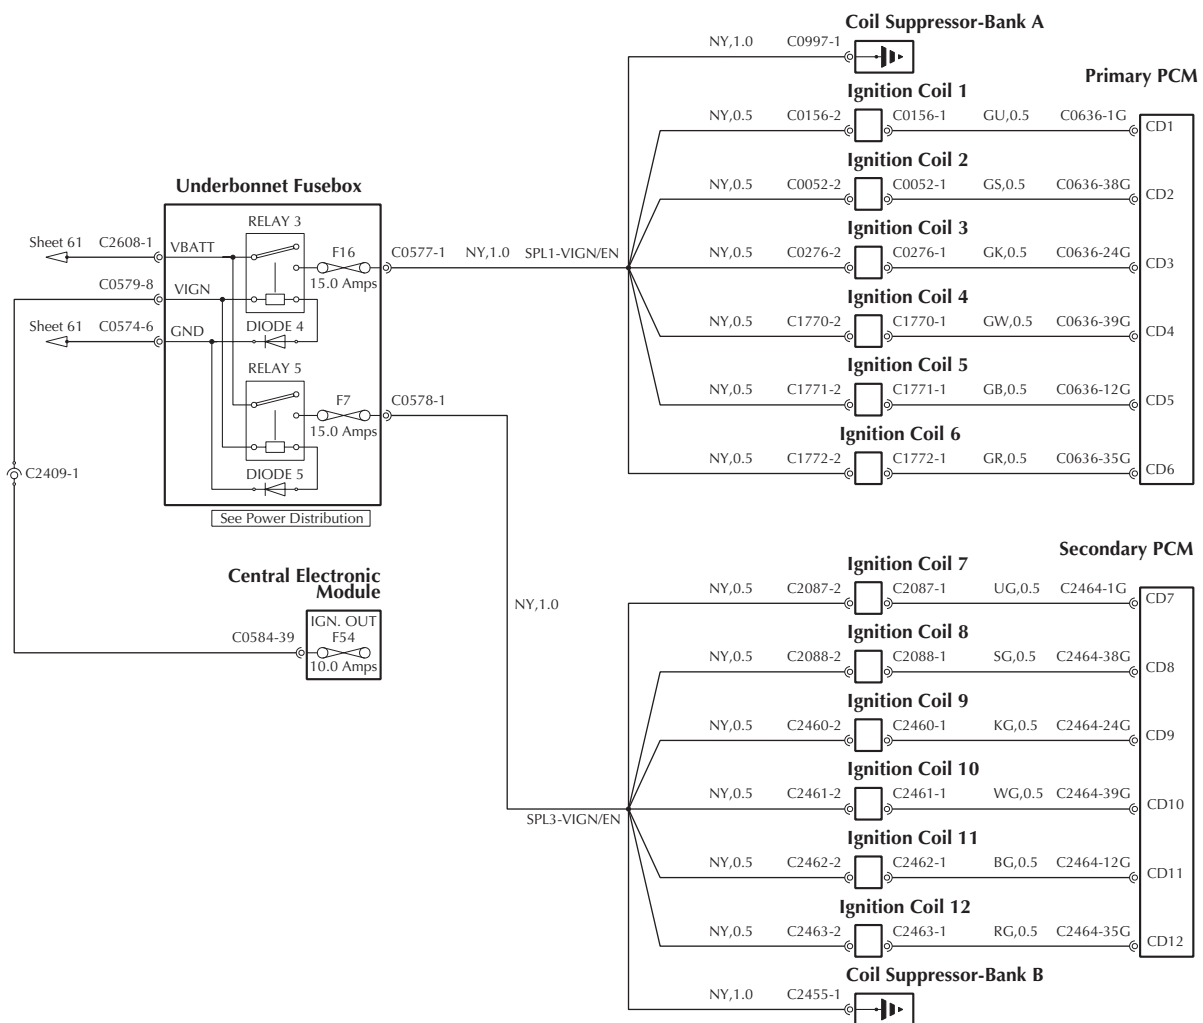 Coil Suppressor-Bank A
NY,1.0 C0997-1
Primary PCM
Ignition Coil 1
NY,0.5 C0156-2 C0156-1 GU,0.5 C0636-1G CD1
Ignition Coil 2
NY,0.5 C0052-2 C0052-1 GS,0.5 C0636-38G CD2
Underbonnet Fusebox
RELAY 3
Ignition Coil 3
Sheet 61 C2608-1 VBATT F16 C0577-1 NY,1.0 SPL1-VIGN/EN NY,0.5 C0276-2 C0276-1 GK,0.5 C0636-24G CD3
15.0 Amps
C0579-8 VIGN
Ignition Coil 4
Sheet 61 C0574-6 GND DIODE 4 NY,0.5 C1770-2 C1770-1 GW,0.5 C0636-39G CD4
RELAY 5
Ignition Coil 5
F7 C0578-1 NY,0.5 C1771-2 C1771-1 GB,0.5 C0636-12G CD5
15.0 Amps
Ignition Coil 6
C2409-1 DIODE 5 NY,0.5 C1772-2 C1772-1 GR,0.5 C0636-35G CD6
See Power Distribution
Secondary PCM
Ignition Coil 7
Central Electronic
Module
NY,1.0 NY,0.5 C2087-2 C2087-1 UG,0.5 C2464-1G CD7
IGN. OUT
C0584-39 F54
10.0 Amps
Ignition Coil 8
NY,0.5 C2088-2 C2088-1 SG,0.5 C2464-38G CD8
Ignition Coil 9
NY,0.5 C2460-2 C2460-1 KG,0.5 C2464-24G CD9
Ignition Coil 10
NY,0.5 C2461-2 C2461-1 WG,0.5 C2464-39G CD10
SPL3-VIGN/EN
Ignition Coil 11
NY,0.5 C2462-2 C2462-1 BG,0.5 C2464-12G CD11
Ignition Coil 12
NY,0.5 C2463-2 C2463-1 RG,0.5 C2464-35G CD12
Coil Suppressor-Bank B
NY,1.0 C2455-1